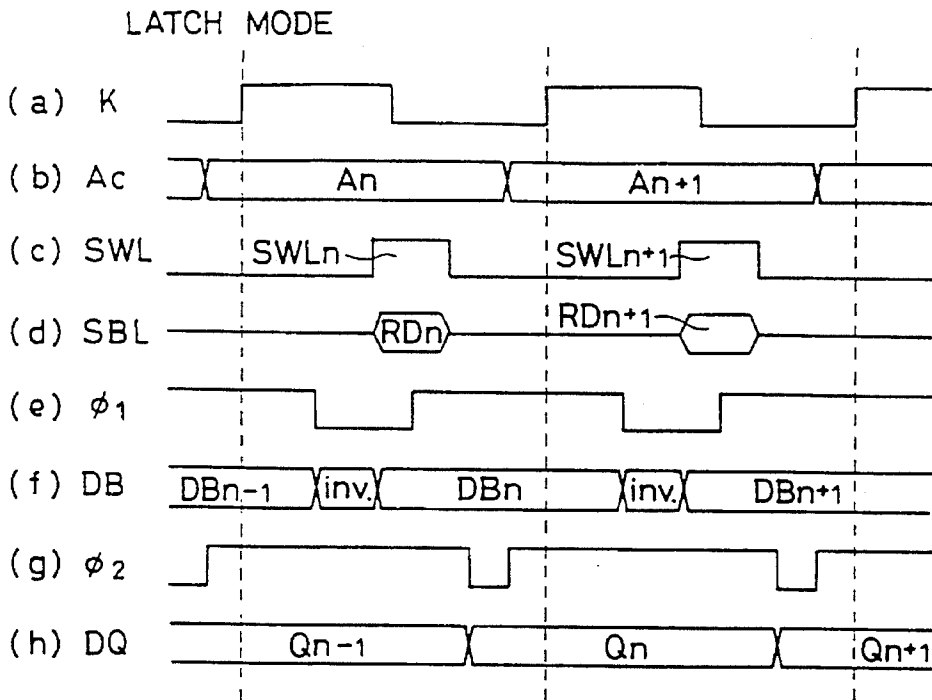 LATCH MODE
(a) K
(b) Ac An An+1
(c) SWL SWLn SWLn+1
(d) SBL RDn RDn+1
(e) ϕ1
(f) DB DBn-1 inv. DBn inv. DBn+1
(g) ϕ2
(h) DQ Qn-1 Qn Qn+1